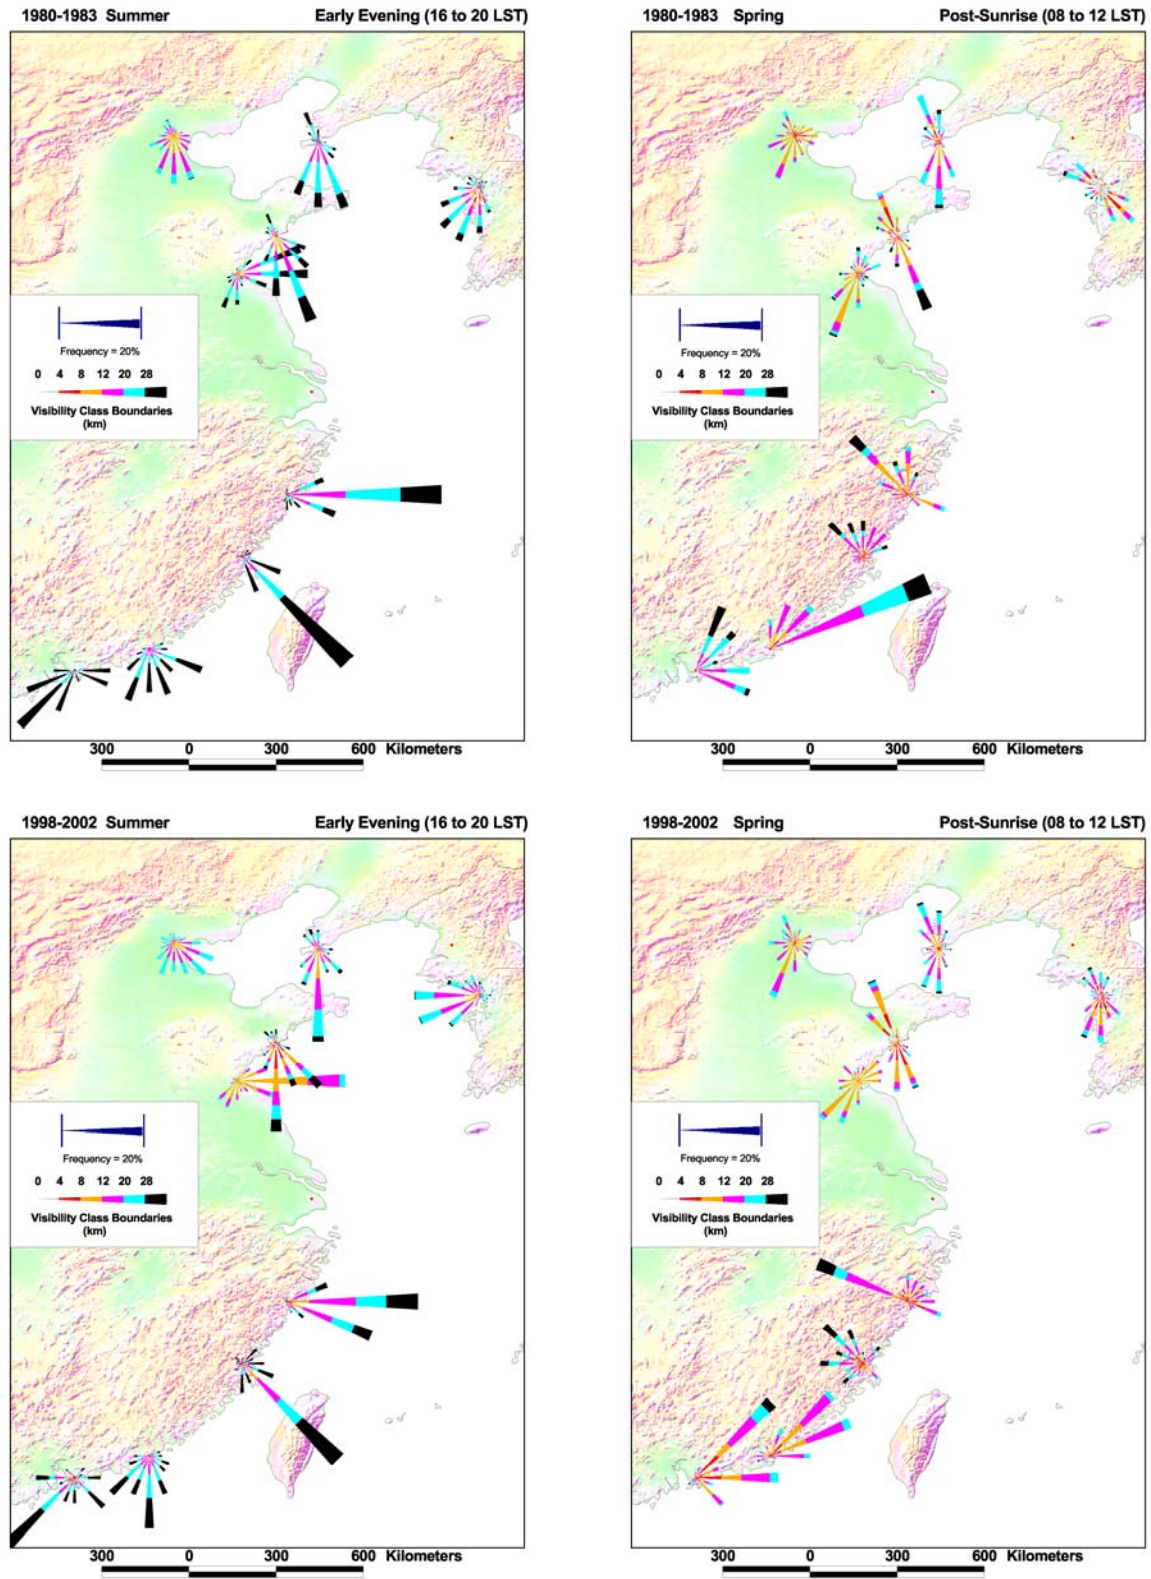 1980-1983 Summer Early Evening (16 to 20 LST)
Frequency = 20%
0 4 8 12 20 28
Visibility Class Boundaries
(km)
300 0 300 600 Kilometers
1980-1983 Spring Post-Sunrise (08 to 12 LST)
Frequency = 20%
0 4 8 12 20 28
Visibility Class Boundaries
(km)
300 0 300 600 Kilometers
1998-2002 Summer Early Evening (16 to 20 LST)
Frequency = 20%
0 4 8 12 20 28
Visibility Class Boundaries
(km)
300 0 300 600 Kilometers
1998-2002 Spring Post-Sunrise (08 to 12 LST)
Frequency = 20%
0 4 8 12 20 28
Visibility Class Boundaries
(km)
300 0 300 600 Kilometers